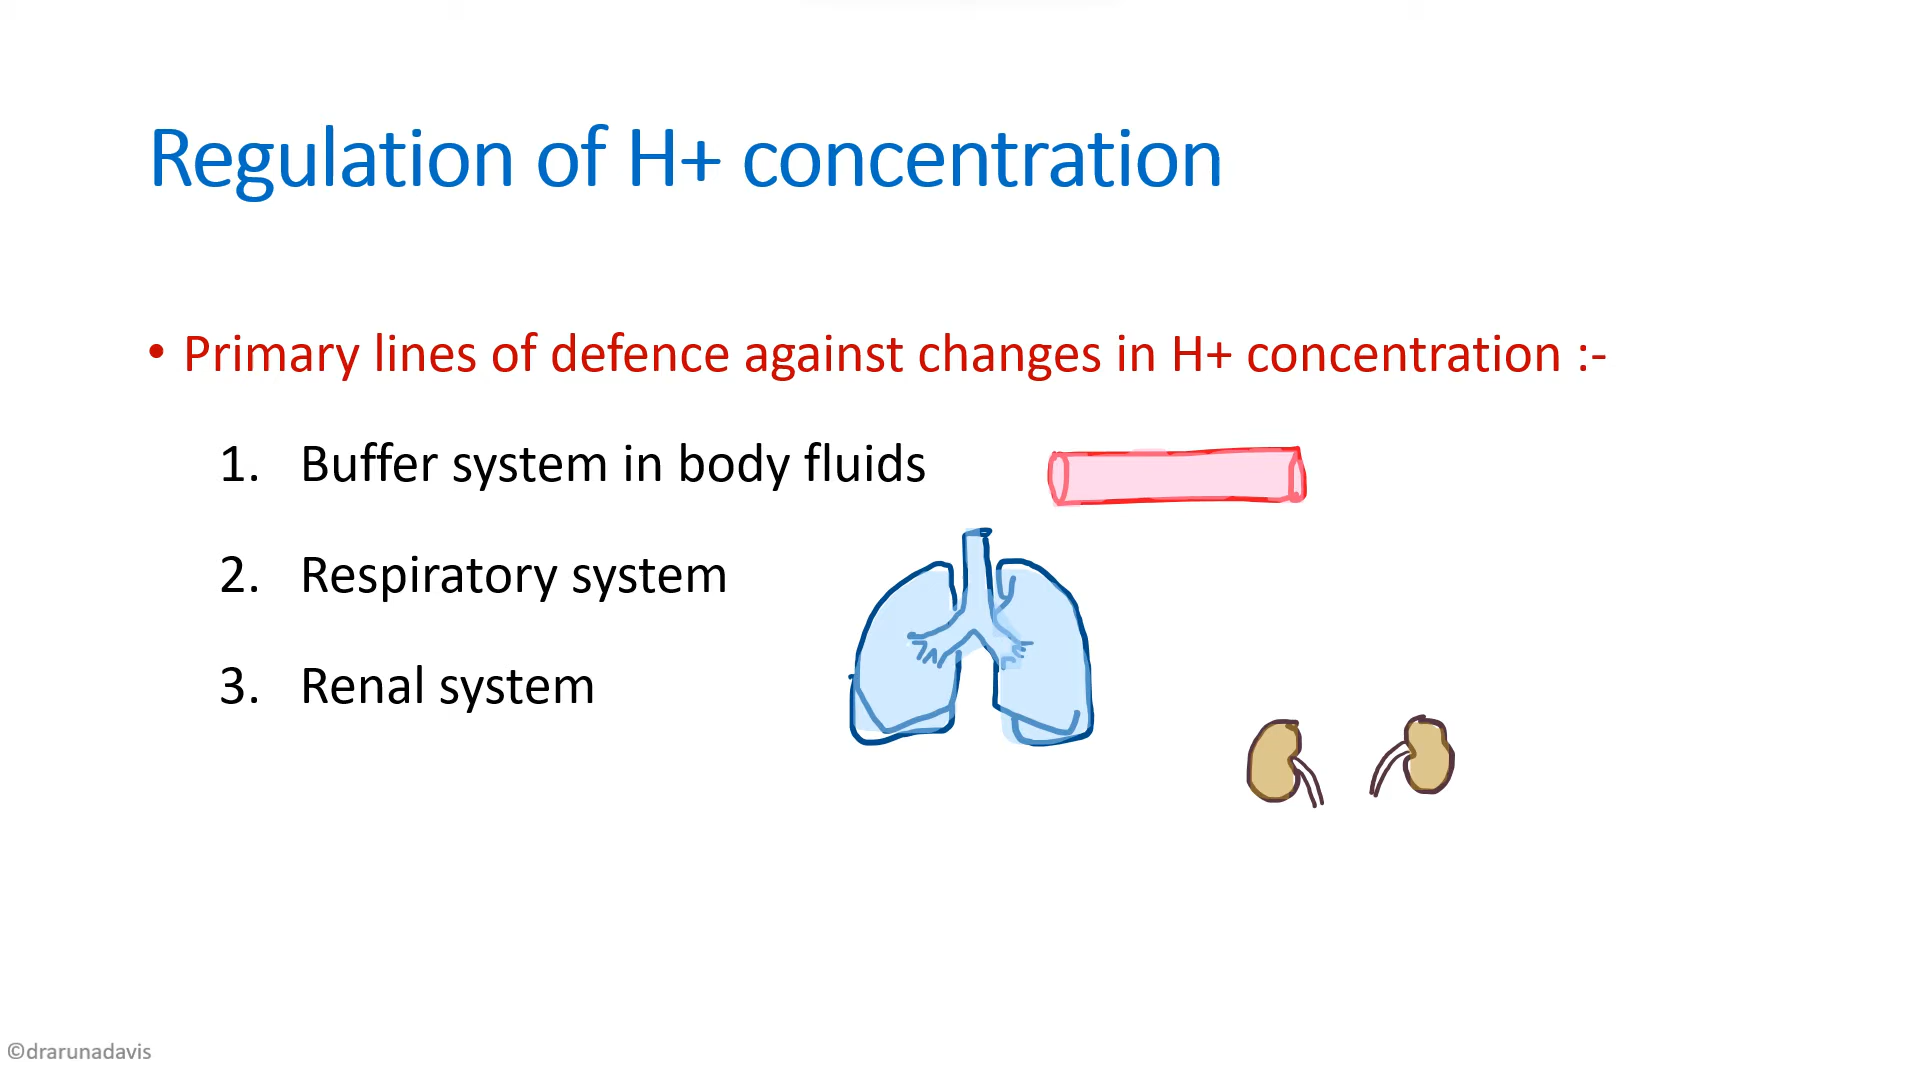 Regulation of H+ concentration
• Primary lines of defence against changes in H+ concentration :-
1. Buffer system in body fluids
2. Respiratory system
3. Renal system
©drarunadavis